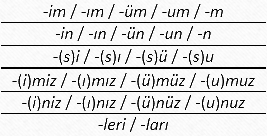 -im / -ım / -üm / -um / -m
-in / -ın / -ün / -un / -n
-(s)i / -(s)ı / -(s)ü / -(s)u
-(i)miz / -(ı)mız / -(ü)müz / -(u)muz
-(i)niz / -(ı)nız / -(ü)nüz / -(u)nuz
-leri / -ları